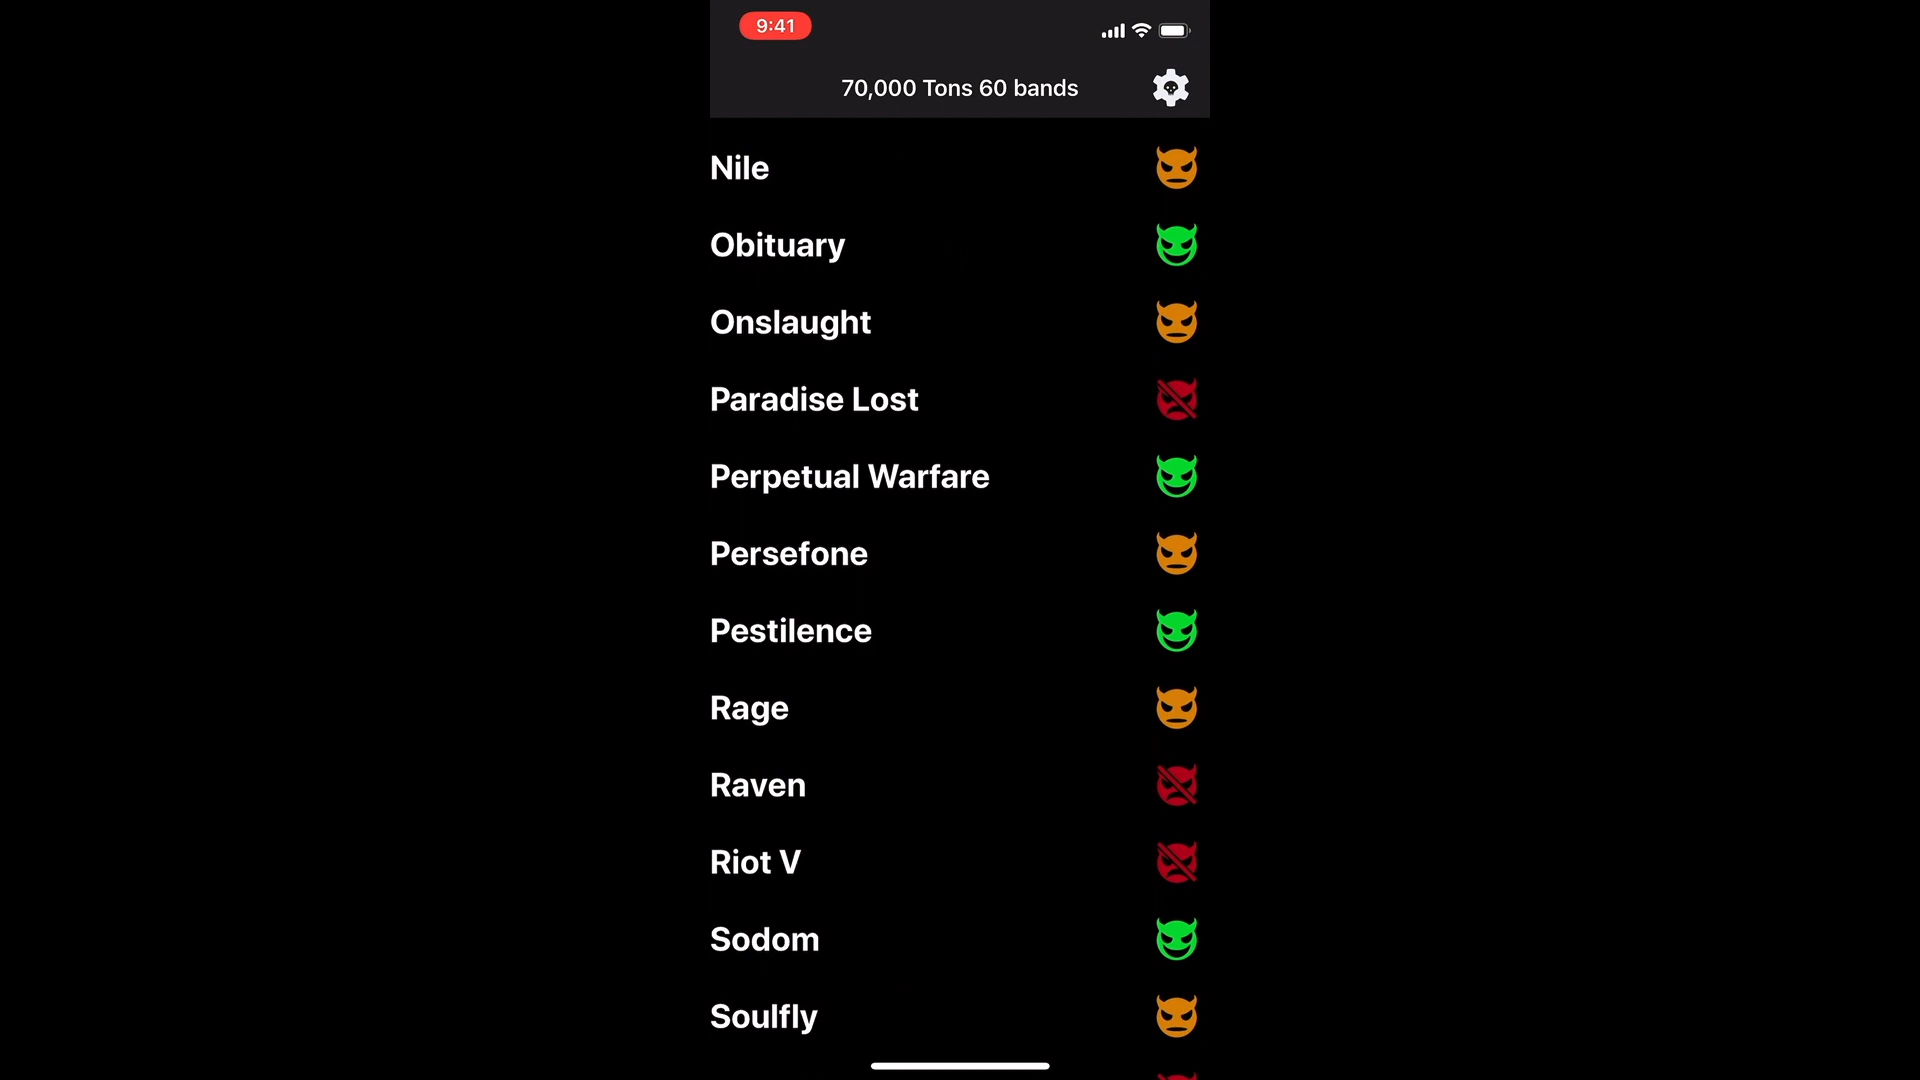 9:41
70,000 Tons 60 bands
Nile
Obituary
Onslaught
Paradise Lost
Perpetual Warfare
Persefone
Pestilence
Rage
Raven
Riot V
Sodom
Soulfly